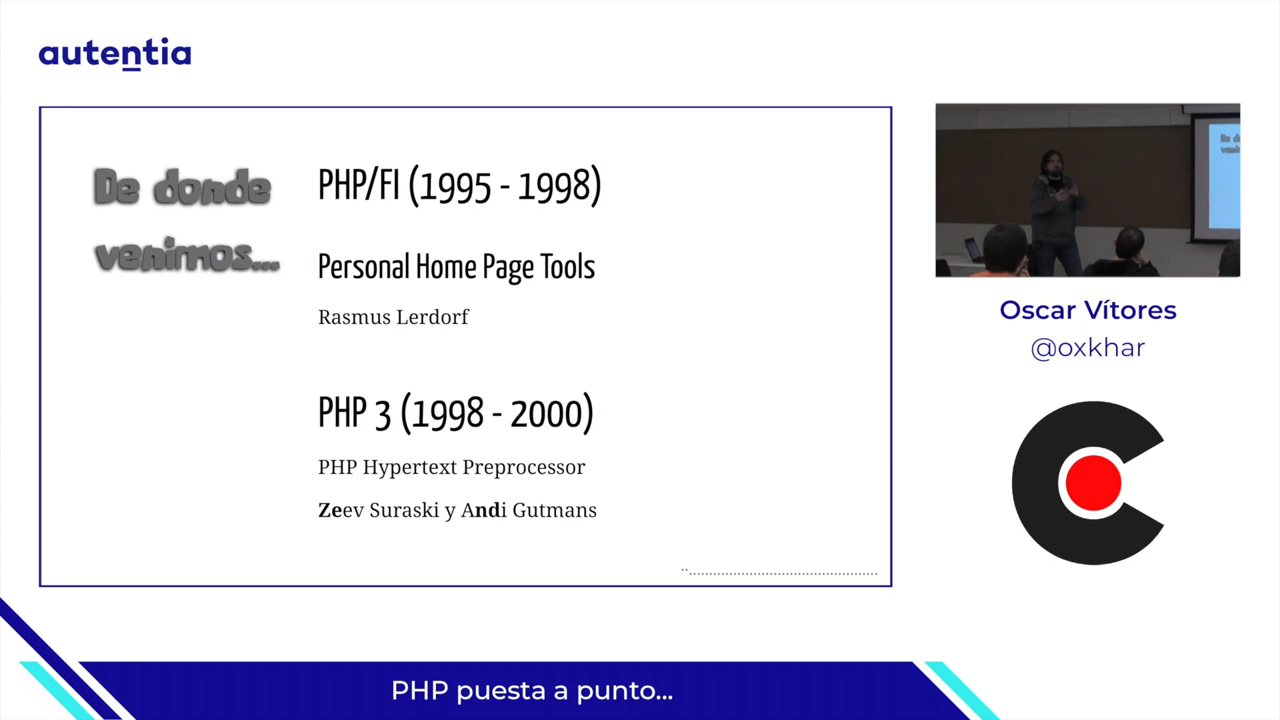 autentia
De donde
venimos...
PHP/FI (1995 - 1998)
Personal Home Page Tools
Rasmus Lerdorf
PHP 3 (1998 - 2000)
PHP Hypertext Preprocessor
Zeev Suraski y Andi Gutmans
Oscar Vítores
@oxkhar
PHP puesta a punto...